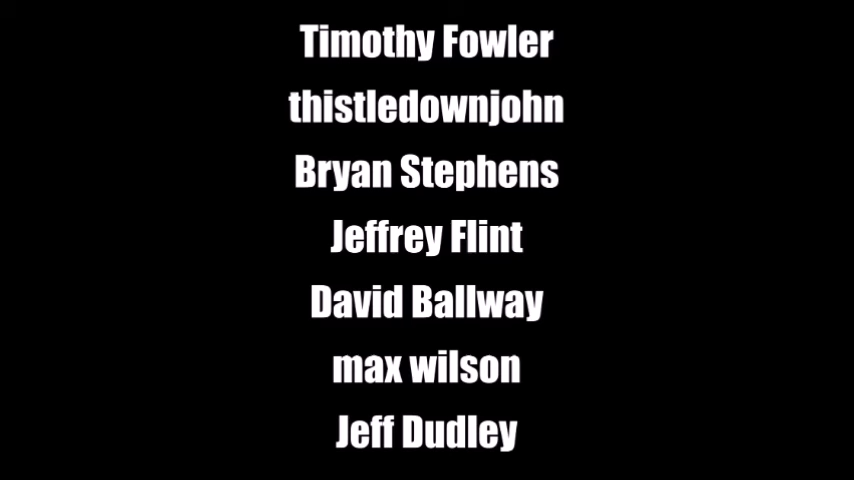 Timothy Fowler
thistledownjohn
Bryan Stephens
Jeffrey Flint
David Ballway
max wilson
Jeff Dudley